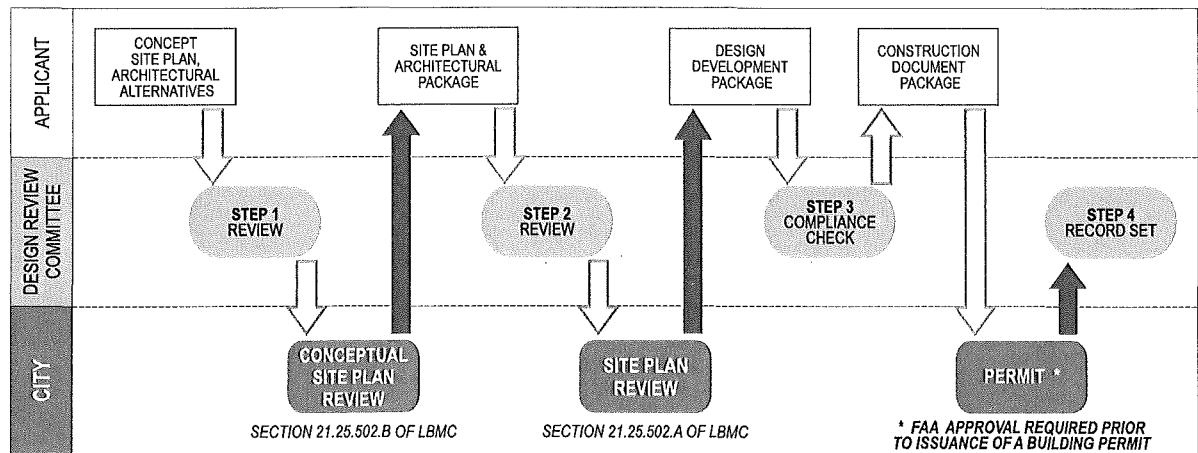 APPLICANT
CONCEPT
SITE PLAN,
ARCHITECTURAL
ALTERNATIVES
SITE PLAN &
ARCHITECTURAL
PACKAGE
DESIGN
DEVELOPMENT
PACKAGE
CONSTRUCTION
DOCUMENT
PACKAGE
DESIGN REVIEW
COMMITTEE
STEP 1
REVIEW
STEP 2
REVIEW
STEP 3
COMPLIANCE
CHECK
STEP 4
RECORD SET
CITY
CONCEPTUAL
SITE PLAN
REVIEW
SECTION 21.25.502.B OF LBMC
SITE PLAN
REVIEW
SECTION 21.25.502.A OF LBMC
PERMIT *
* FAA APPROVAL REQUIRED PRIOR
TO ISSUANCE OF A BUILDING PERMIT